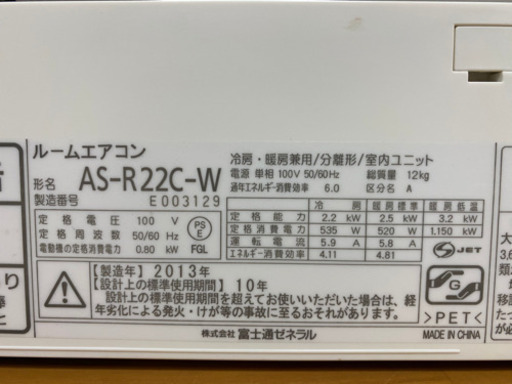 ルームエアコン
形名 AS-R22C-W
製造番号 E003129
定格電圧 100 V
定格周波数 50/60 Hz
電動機の定格消費電力 0.80 kW
PS
E
FGL
冷房・暖房兼用/分離形/室内ユニット
電源 単相 100V 50/60Hz 総質量 12kg
通年エネルギー消費効率 6.0 区分名 A
冷房 暖房標準 暖房低温
定格能力 2.2 kW 2.5 kW 3.2 kW
定格消費電力 535 W 520 W 1,150 kW
運転電流 5.9 A 5.8 A
エネルギー消費効率 4.11 4.81
S JET
【製造年】2013年
【設計上の標準使用期間】10年
設計上の標準使用期間を超えてお使いいただいた場合は、経
年劣化による発火・けが等の事故に至るおそれがあります。
G
>PET<
株式会社 富士通ゼネラル
MADE IN CHINA